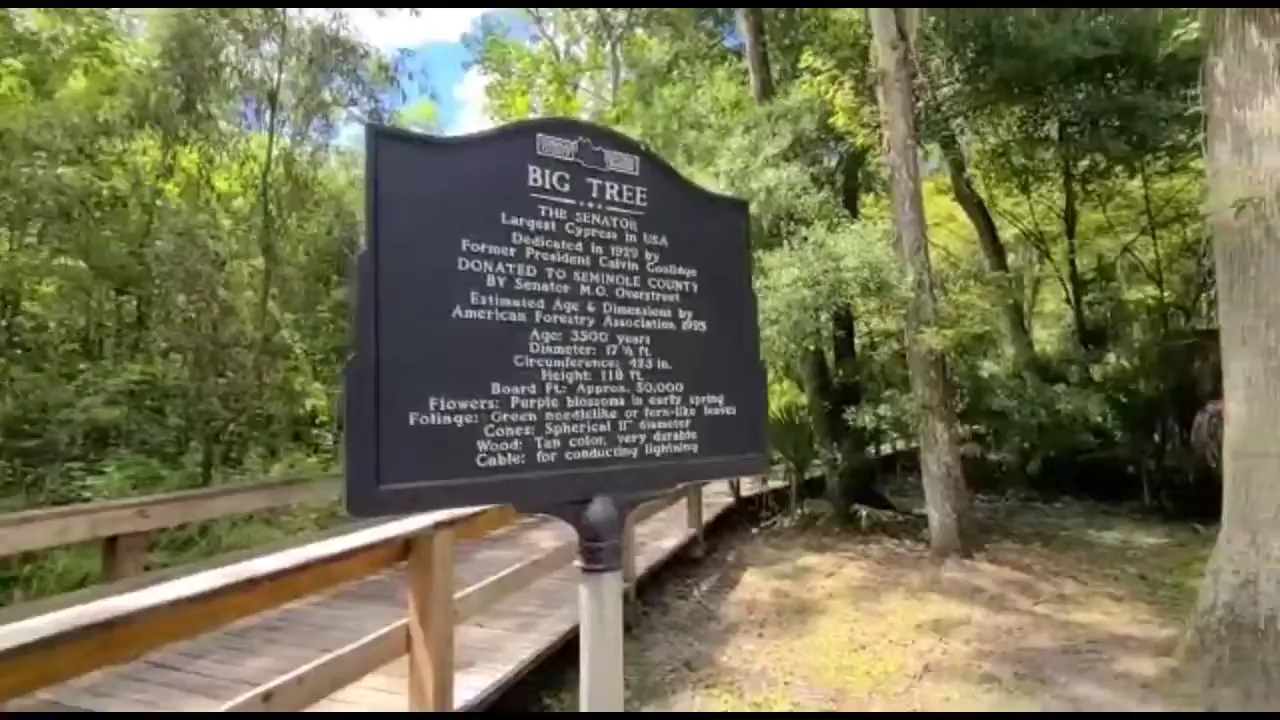 BIG TREE
THE SENATOR
Largest Cypress in USA
Dedicated in 1929 by
Former President Calvin Coolidge
DONATED TO SEMINOLE COUNTY
BY Senator M.O. Overstreet
Estimated Age & Dimensions by
American Forestry Association 1993
Age: 3500 years
Diameter: 17 ½ ft.
Circumference: 425 in.
Height: 118 ft.
Board Ft.: Approx. 50,000
Flowers: Purple blossoms in early spring
Foliage: Green needlelike or fern-like leaves
Cones: Spherical 1" diameter
Wood: Tan color, very durable
Cable: for conducting lightning